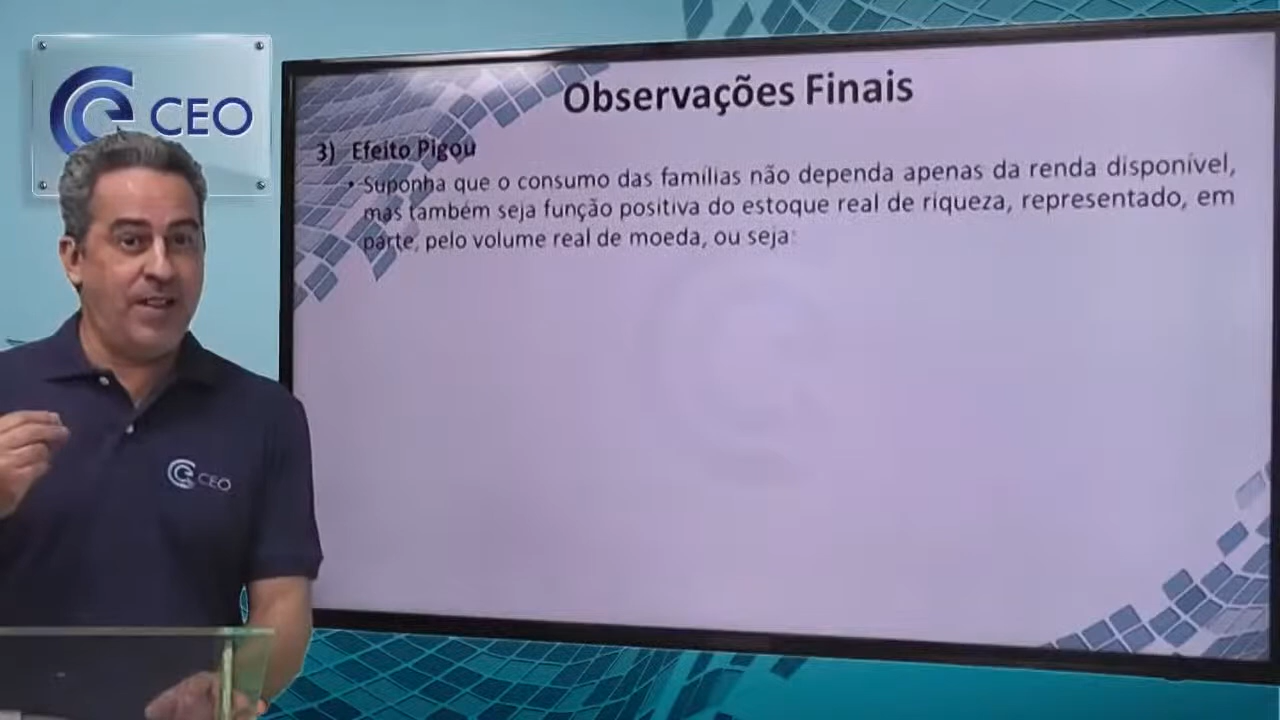 CEO
Observações Finais
3) Efeito Pigou
• Suponha que o consumo das famílias não dependa apenas da renda disponível,
mas também seja função positiva do estoque real de riqueza, representado, em
parte, pelo volume real de moeda, ou seja:
CEO